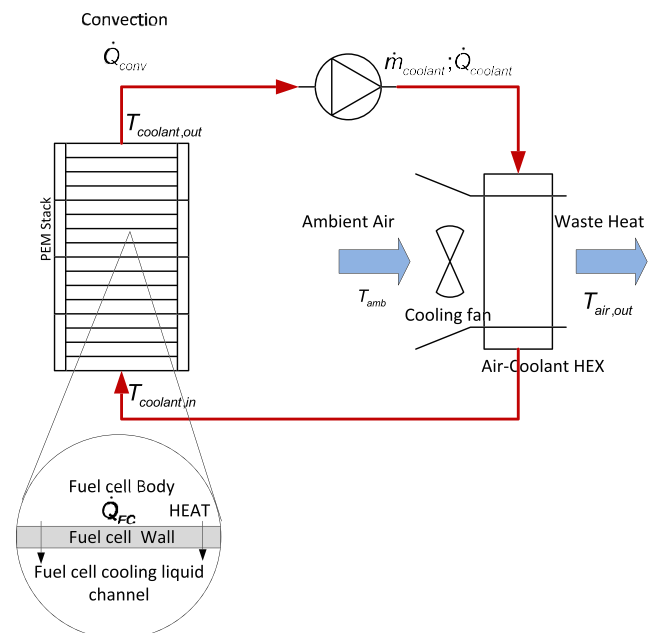 Convection
Q̇conv
ṁcoolant;Q̇coolant
Tcoolant,out
PEM Stack
Ambient Air
Waste Heat
Tamb
Cooling fan
Tair,out
Air-Coolant HEX
Tcoolant,in
Fuel cell Body
Q̇FC
HEAT
Fuel cell Wall
Fuel cell cooling liquid
channel